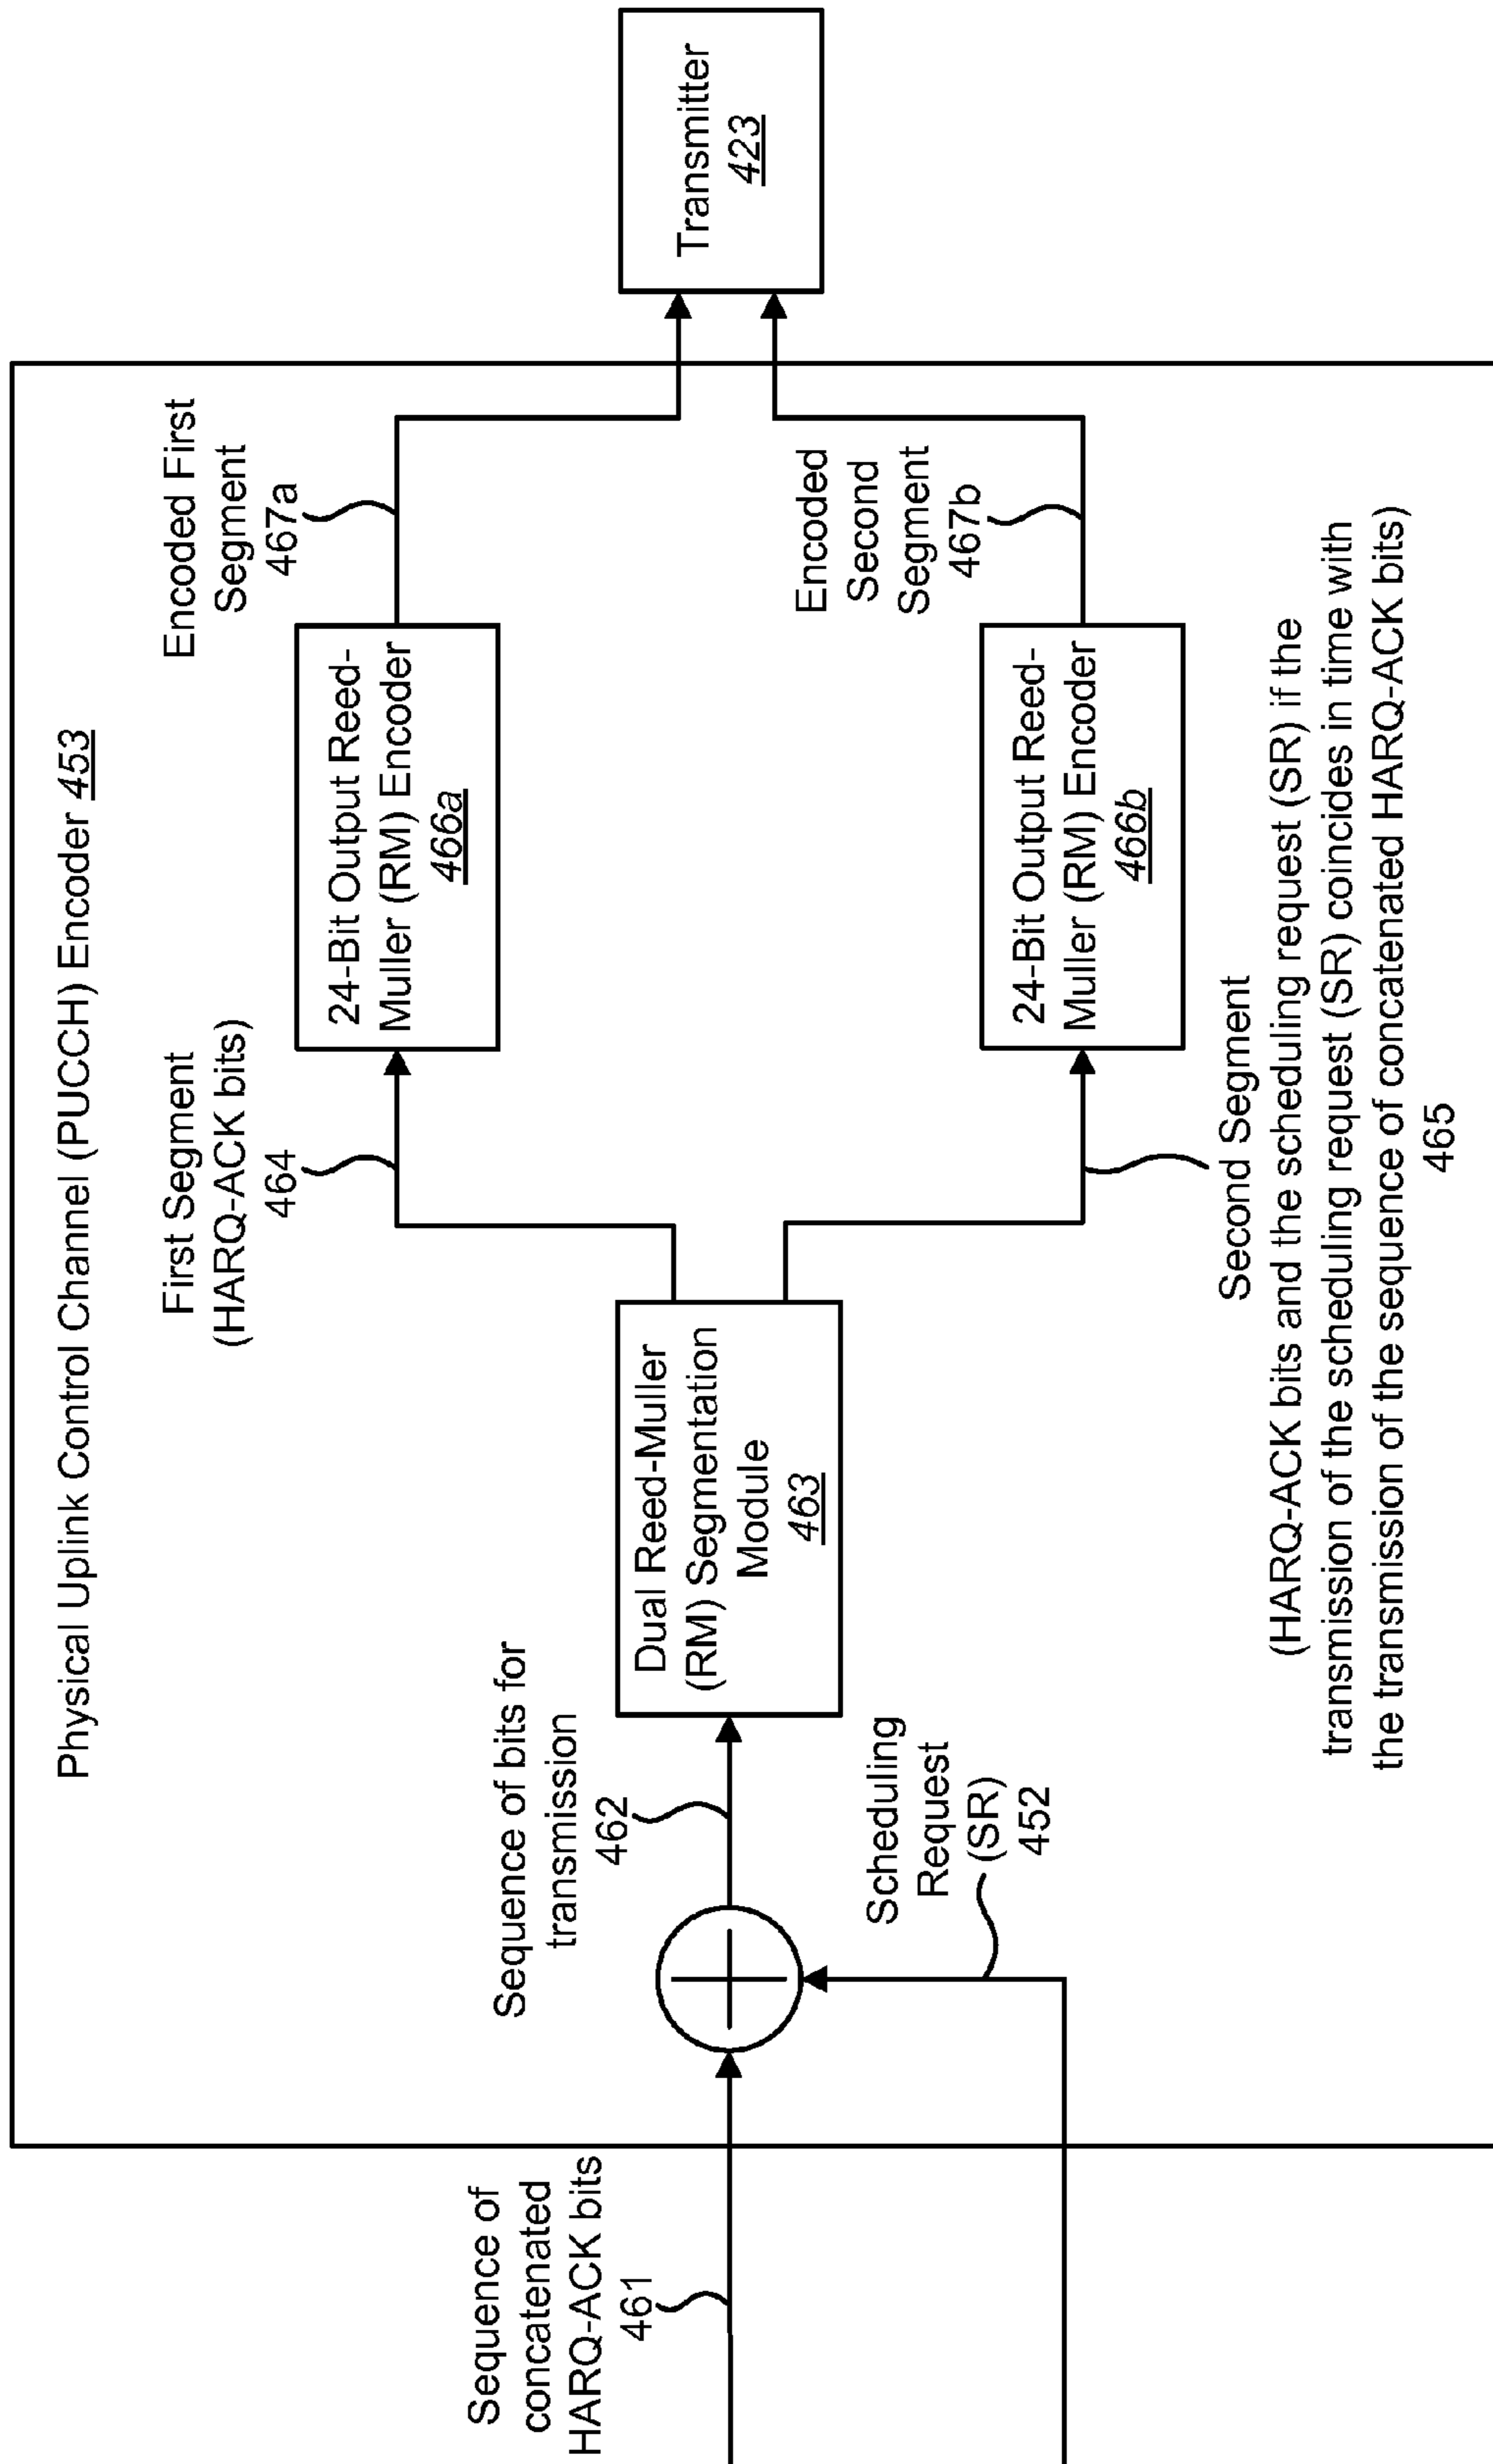 Physical Uplink Control Channel (PUCCH) Encoder 453
Sequence of
concatenated
HARQ-ACK bits
461
Sequence of bits for
transmission
462
Scheduling
Request
(SR)
452
Dual Reed-Muller
(RM) Segmentation
Module
463
First Segment
(HARQ-ACK bits)
464
24-Bit Output Reed-
Muller (RM) Encoder
466a
Encoded First
Segment
467a
Second Segment
(HARQ-ACK bits and the scheduling request (SR) if the
transmission of the scheduling request (SR) coincides in time with
the transmission of the sequence of concatenated HARQ-ACK bits)
465
24-Bit Output Reed-
Muller (RM) Encoder
466b
Encoded
Second
Segment
467b
Transmitter
423